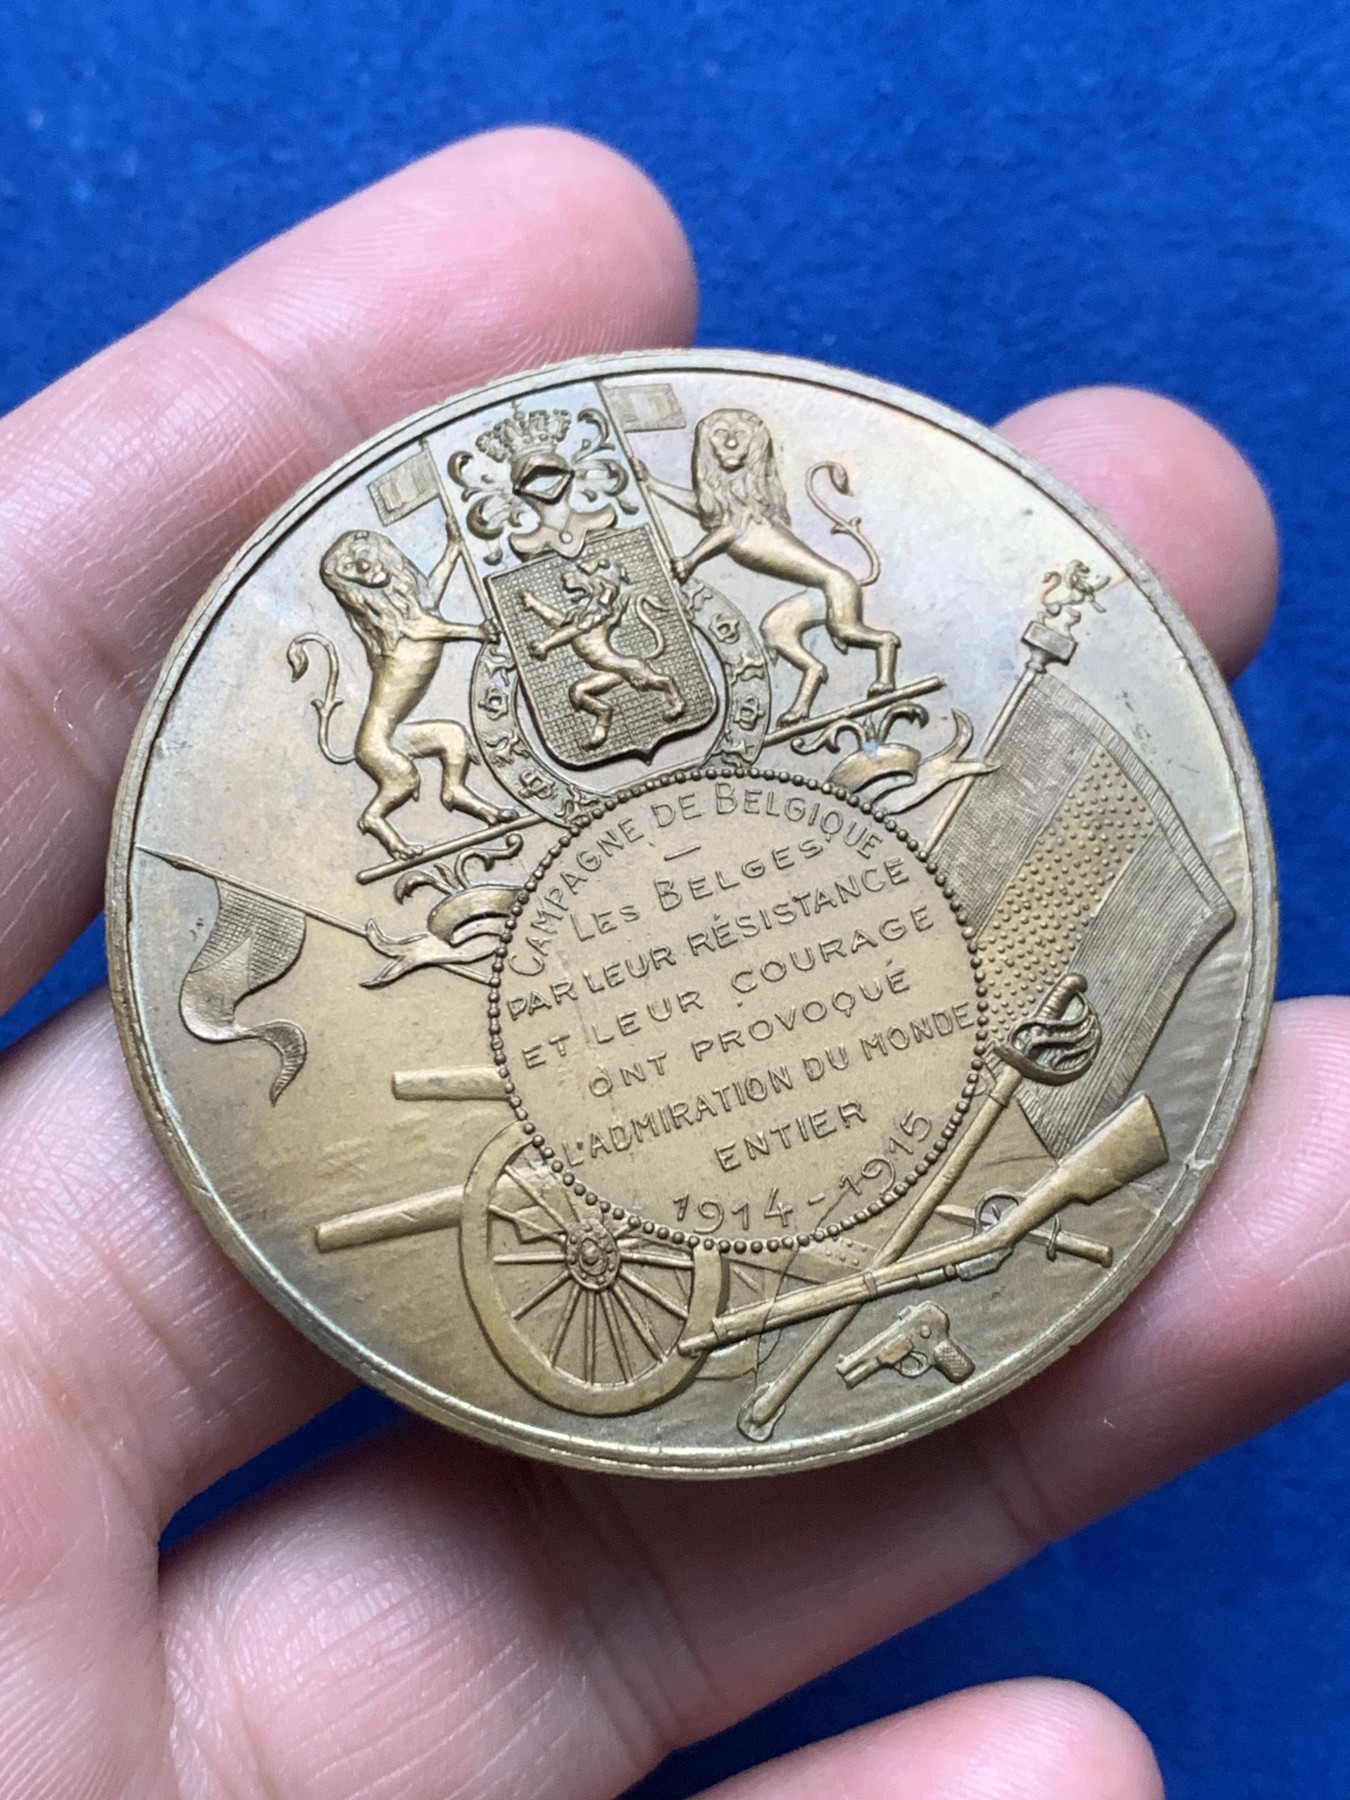 CAMPAGNE DE BELGIQUE
—
LES BELGES
PAR LEUR RÉSISTANCE
ET LEUR COURAGE
ONT PROVOQUÉ
L'ADMIRATION DU MONDE
ENTIER
1914-1915